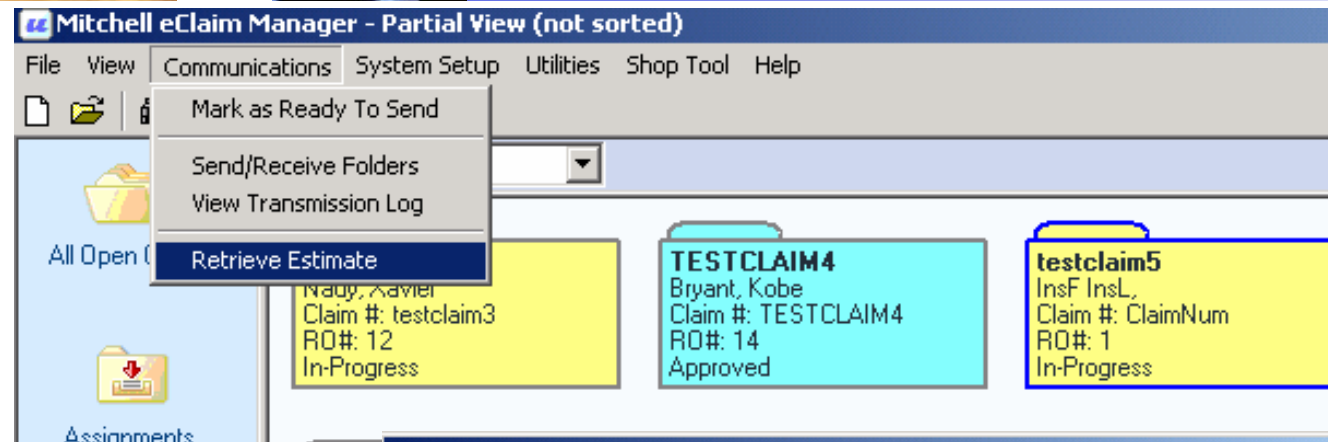 Mitchell eClaim Manager - Partial View (not sorted)
File View Communications System Setup Utilities Shop Tool Help
Mark as Ready To Send
Send/Receive Folders
View Transmission Log
Retrieve Estimate
All Open
Nady, Xavier
Claim #: testclaim3
RO#: 12
In-Progress
TESTCLAIM4
Bryant, Kobe
Claim #: TESTCLAIM4
RO#: 14
Approved
testclaim5
InsF InsL,
Claim #: ClaimNum
RO#: 1
In-Progress
Assignments